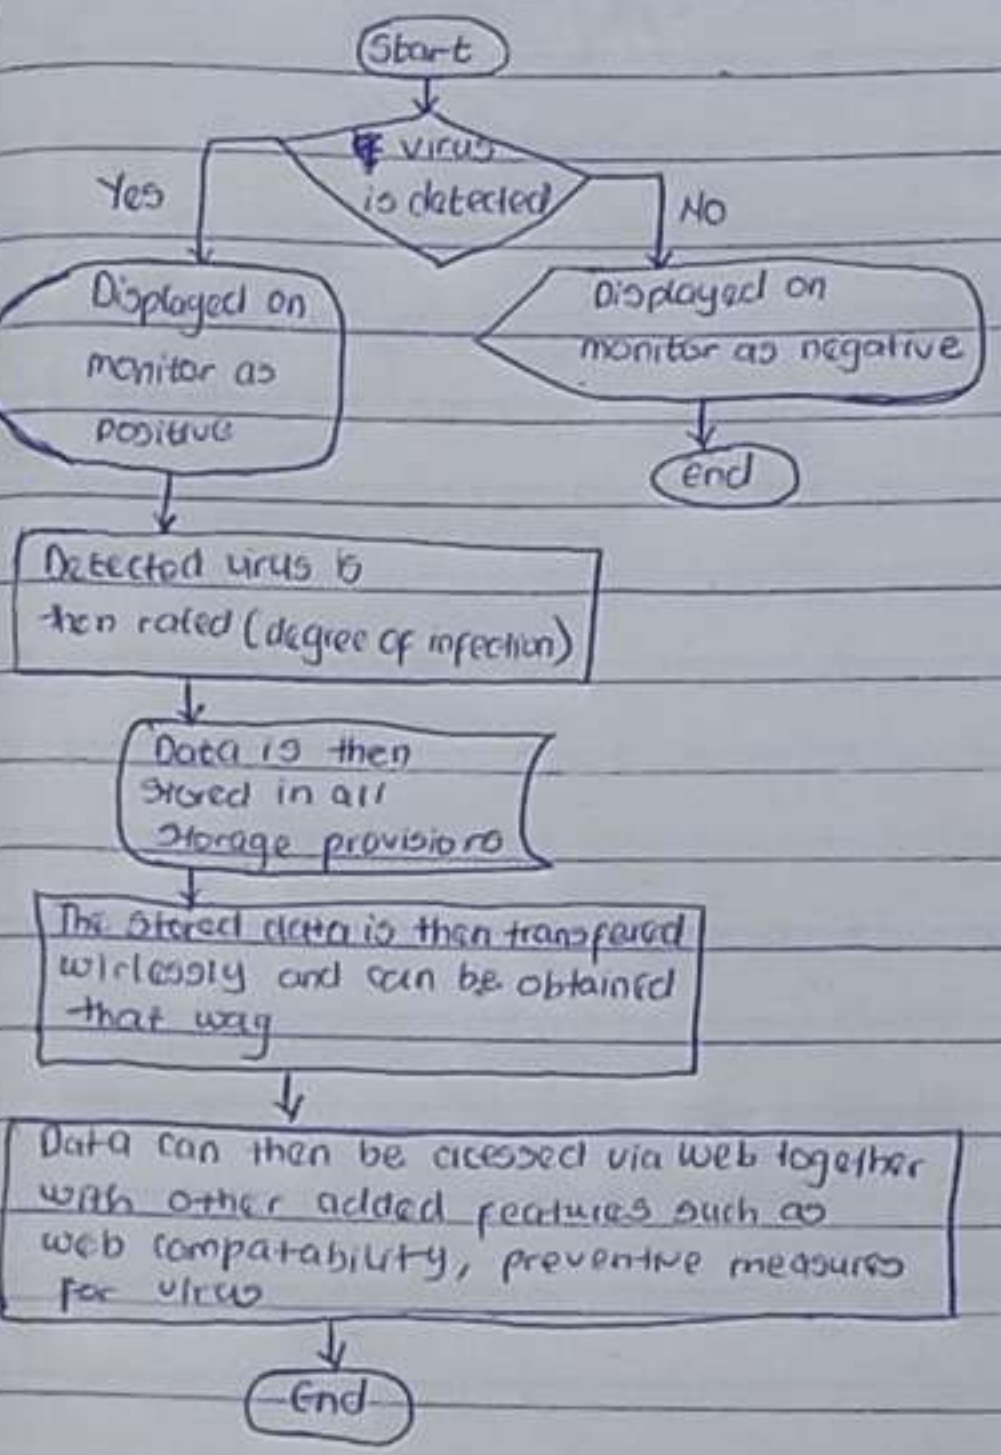 Start
virus
is detected
Yes
NO
Displayed on
monitor as
positive
Displayed on
monitor as negative
End
Detected virus is
then rated (degree of infection)
Data is then
stored in all
storage provisions
The stored data is then transfered
wirlessly and can be obtained
that way
Data can then be acessed via web together
with other added features such as
web compatability, preventive measures
for virus
End